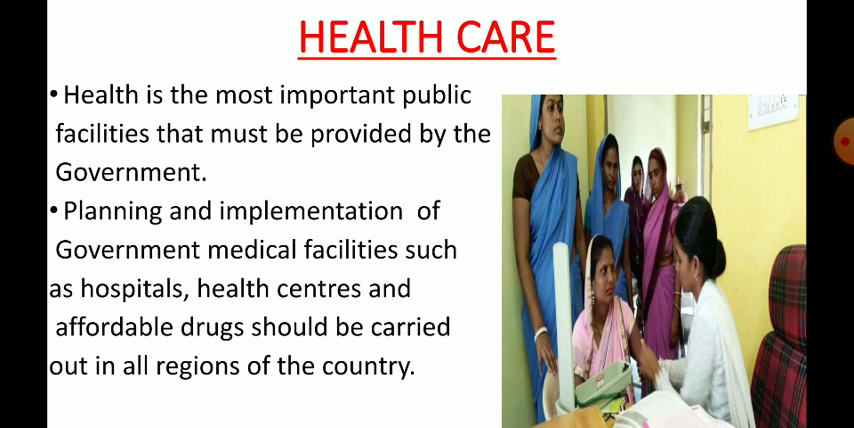 HEALTH CARE
• Health is the most important public
facilities that must be provided by the
Government.
• Planning and implementation of
Government medical facilities such
as hospitals, health centres and
affordable drugs should be carried
out in all regions of the country.